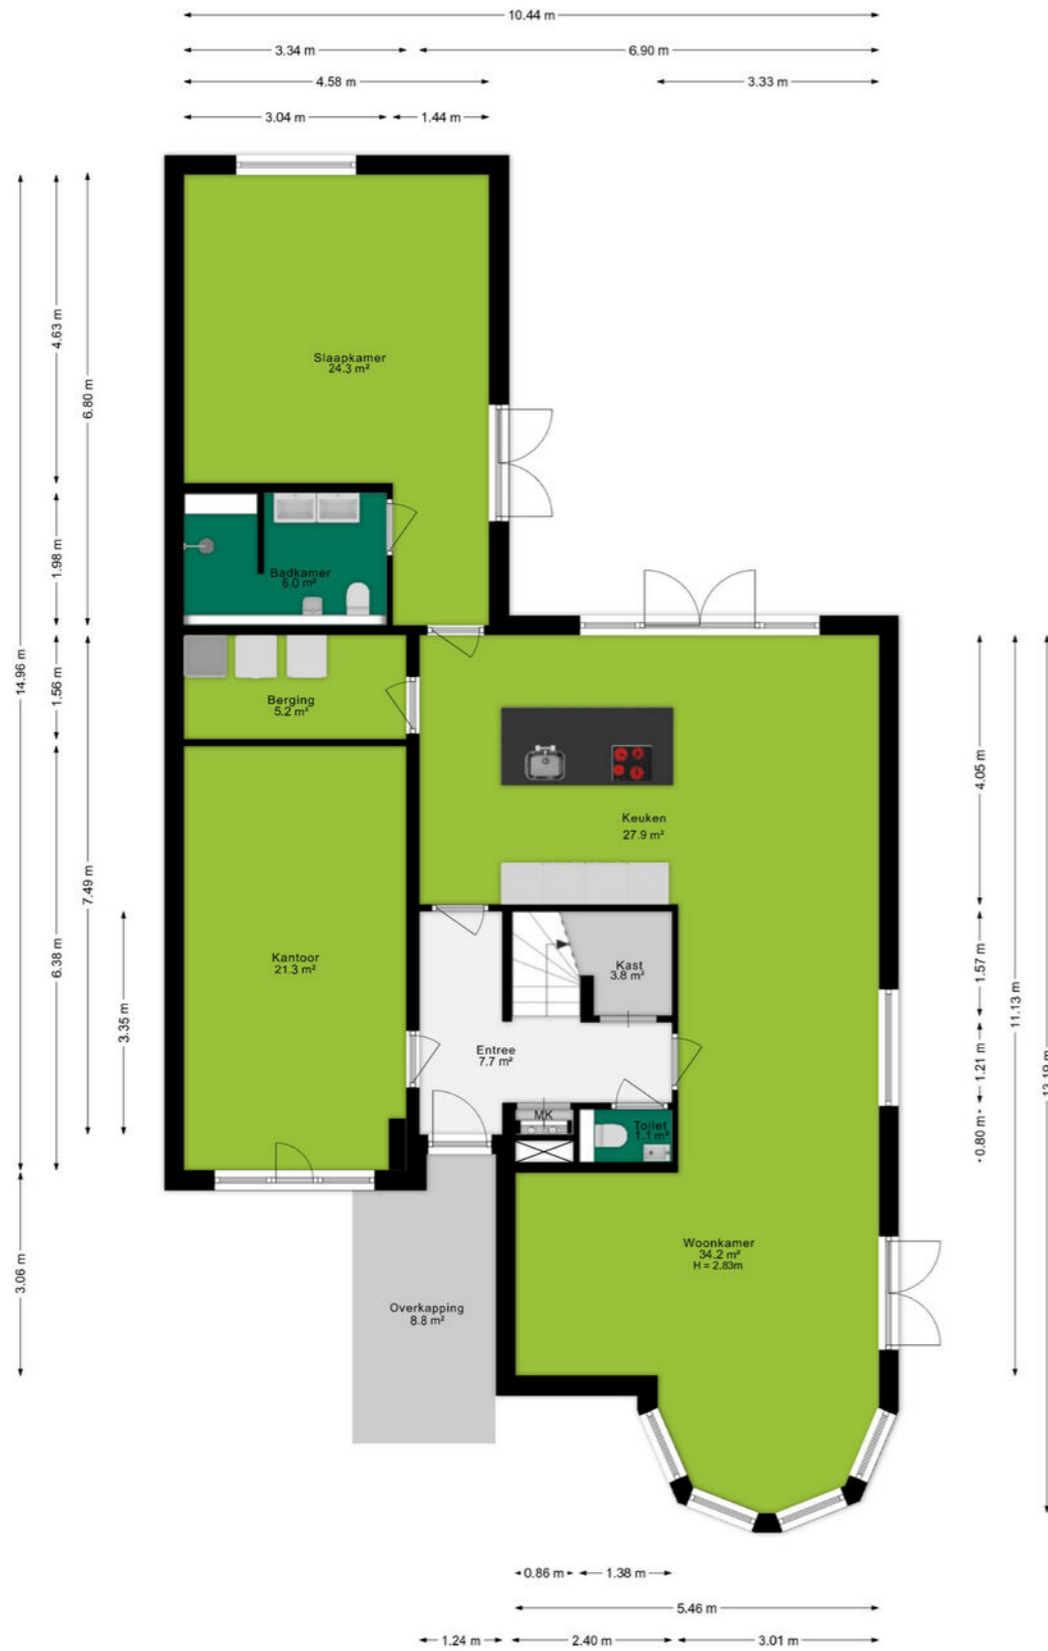 10.44 m
3.34 m
6.90 m
4.58 m
3.33 m
3.04 m
1.44 m
14.96 m
4.63 m
6.80 m
1.98 m
1.56 m
7.49 m
6.38 m
3.35 m
3.06 m
Slaapkamer
24.3 m²
Badkamer
6.0 m²
Berging
5.2 m²
Keuken
27.9 m²
Kantoor
21.3 m²
Kast
3.8 m²
Entree
7.7 m²
MK
Toilet
1.1 m²
Woonkamer
34.2 m²
H = 2.83m
Overkapping
8.8 m²
4.05 m
1.57 m
1.21 m
0.80 m
11.13 m
13.19 m
0.86 m
1.38 m
5.46 m
1.24 m
2.40 m
3.01 m